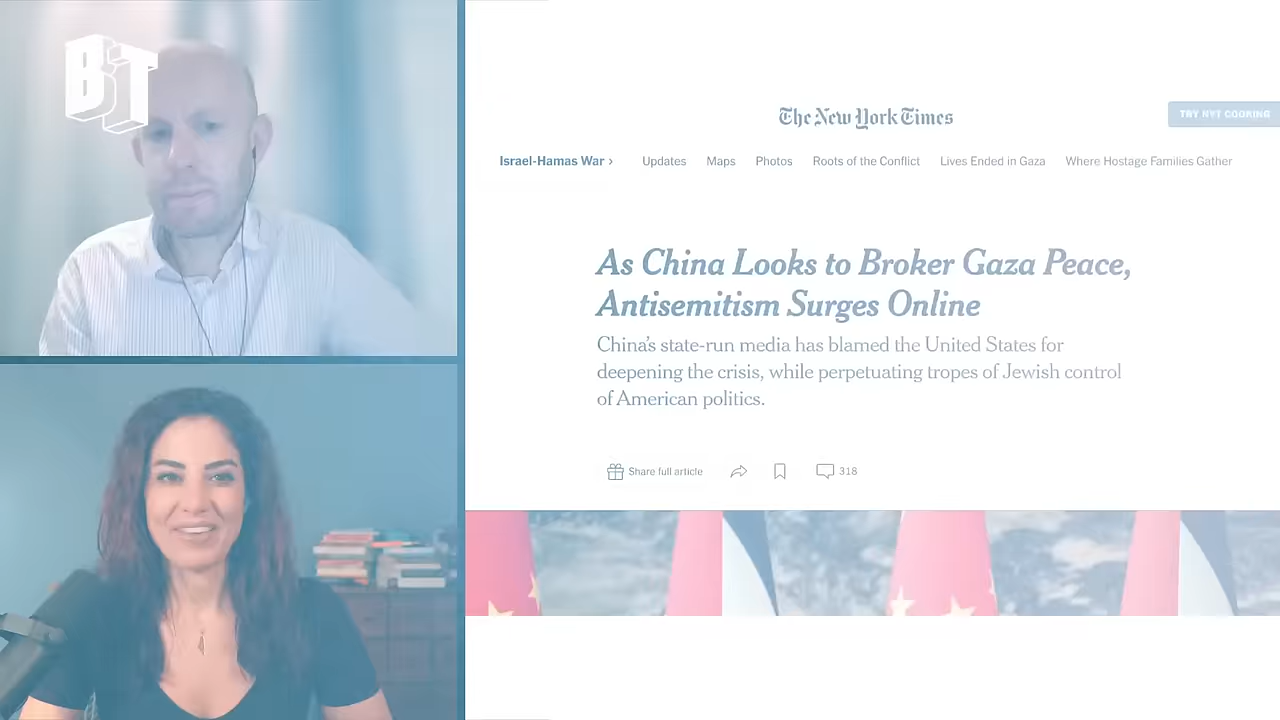 BT
The New York Times
TRY NYT COOKING
Israel-Hamas War › Updates Maps Photos Roots of the Conflict Lives Ended in Gaza Where Hostage Families Gather
As China Looks to Broker Gaza Peace,
Antisemitism Surges Online
China’s state-run media has blamed the United States for
deepening the crisis, while perpetuating tropes of Jewish control
of American politics.
Share full article 318